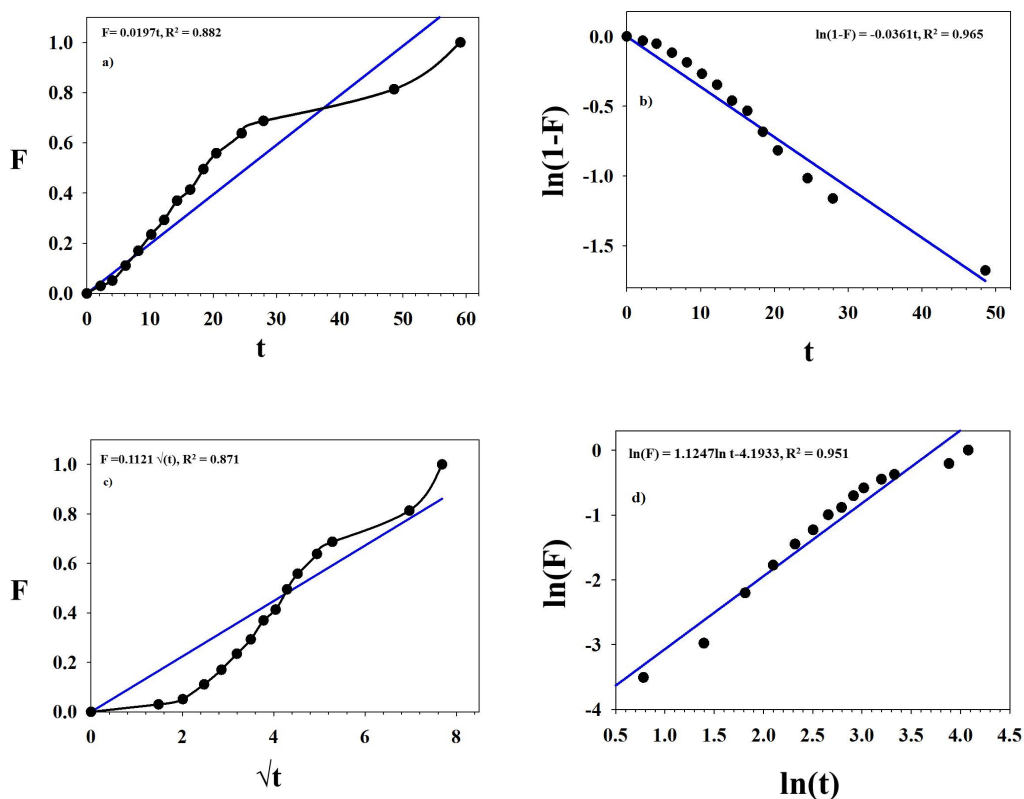 F= 0.0197t, R² = 0.882
a)
1.0
0.8
0.6
0.4
0.2
0.0
F
0 10 20 30 40 50 60
t
ln(1-F) = -0.0361t, R² = 0.965
b)
0.0
-0.5
-1.0
-1.5
ln(1-F)
0 10 20 30 40 50
t
F =0.1121 √(t), R² = 0.871
c)
1.0
0.8
0.6
0.4
0.2
0.0
F
0 2 4 6 8
√t
ln(F) = 1.1247ln t-4.1933, R² = 0.951
d)
0
-1
-2
-3
-4
ln(F)
0.5 1.0 1.5 2.0 2.5 3.0 3.5 4.0 4.5
ln(t)